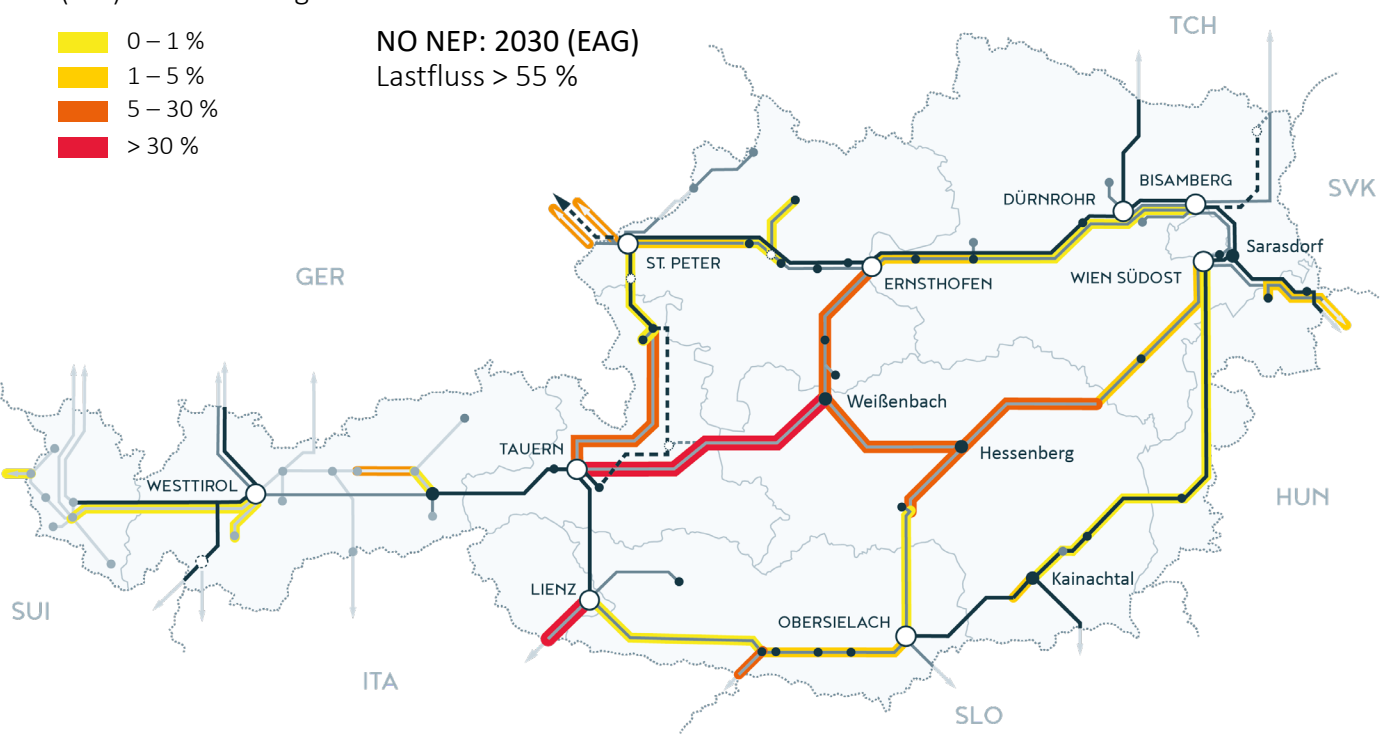 0 – 1 %
1 – 5 %
5 – 30 %
> 30 %
NO NEP: 2030 (EAG)
Lastfluss > 55 %
TCH
SVK
BISAMBERG
DÜRNROHR
Sarasdorf
ST. PETER
GER
ERNSTHOFEN
WIEN SÜDOST
Weißenbach
TAUERN
Hessenberg
WESTTIROL
HUN
Kainachtal
LIENZ
SUI
OBERSIELACH
ITA
SLO